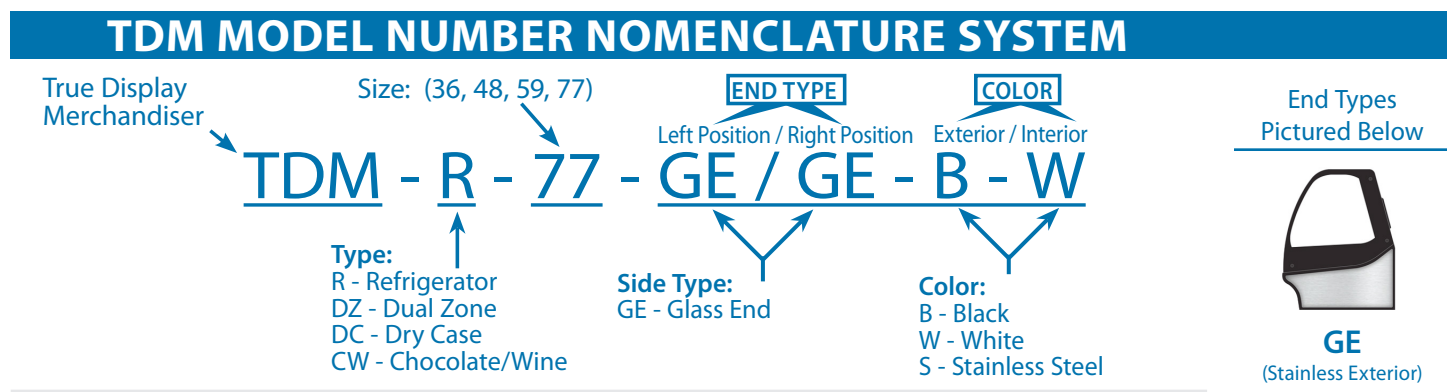 TDM MODEL NUMBER NOMENCLATURE SYSTEM
True Display
Merchandiser
Size: (36, 48, 59, 77)
END TYPE
COLOR
Left Position / Right Position
Exterior / Interior
TDM - R - 77 - GE / GE - B - W
Type:
R - Refrigerator
DZ - Dual Zone
DC - Dry Case
CW - Chocolate/Wine
Side Type:
GE - Glass End
Color:
B - Black
W - White
S - Stainless Steel
End Types
Pictured Below
GE
(Stainless Exterior)